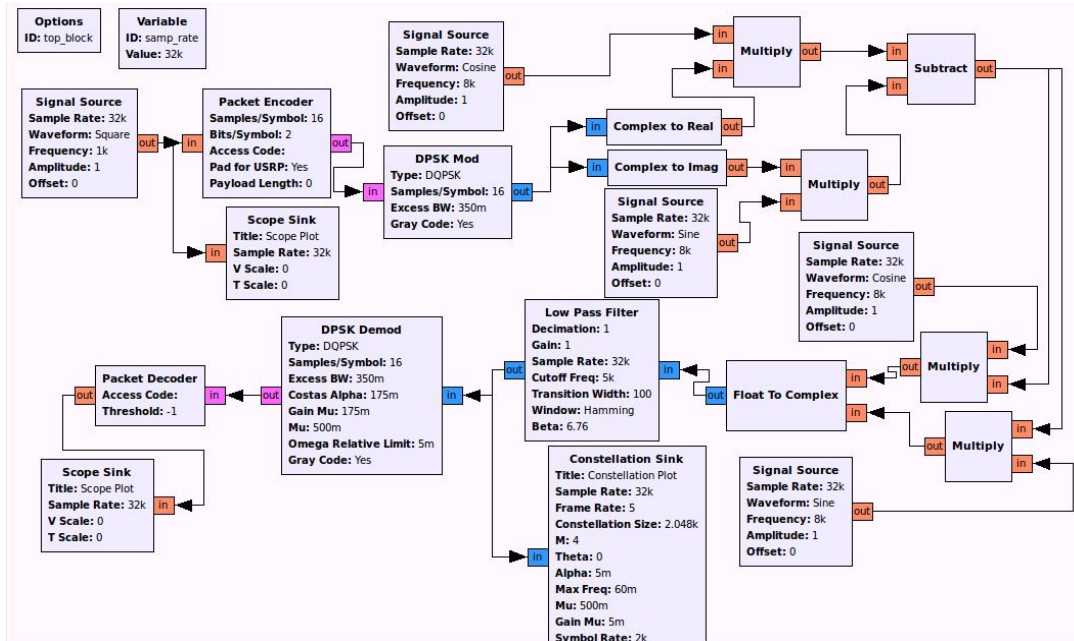 Options
ID: top_block
Variable
ID: samp_rate
Value: 32k
Signal Source
Sample Rate: 32k
Waveform: Cosine
Frequency: 8k
Amplitude: 1
Offset: 0
out
in
in
Multiply
out
in
in
Subtract
out
Signal Source
Sample Rate: 32k
Waveform: Square
Frequency: 1k
Amplitude: 1
Offset: 0
out
in
Packet Encoder
Samples/Symbol: 16
Bits/Symbol: 2
Access Code:
Pad for USRP: Yes
Payload Length: 0
out
in
DPSK Mod
Type: DQPSK
Samples/Symbol: 16
Excess BW: 350m
Gray Code: Yes
out
in
Complex to Real
out
in
Complex to Imag
out
in
in
Multiply
out
in
Scope Sink
Title: Scope Plot
Sample Rate: 32k
V Scale: 0
T Scale: 0
Signal Source
Sample Rate: 32k
Waveform: Sine
Frequency: 8k
Amplitude: 1
Offset: 0
out
Signal Source
Sample Rate: 32k
Waveform: Cosine
Frequency: 8k
Amplitude: 1
Offset: 0
out
in
in
Multiply
out
in
in
Multiply
out
Signal Source
Sample Rate: 32k
Waveform: Sine
Frequency: 8k
Amplitude: 1
Offset: 0
out
in
in
Float To Complex
out
in
Low Pass Filter
Decimation: 1
Gain: 1
Sample Rate: 32k
Cutoff Freq: 5k
Transition Width: 100
Window: Hamming
Beta: 6.76
out
in
DPSK Demod
Type: DQPSK
Samples/Symbol: 16
Excess BW: 350m
Costas Alpha: 175m
Gain Mu: 175m
Mu: 500m
Omega Relative Limit: 5m
Gray Code: Yes
out
in
Packet Decoder
Access Code:
Threshold: -1
out
Scope Sink
Title: Scope Plot
Sample Rate: 32k
V Scale: 0
T Scale: 0
in
in
Constellation Sink
Title: Constellation Plot
Sample Rate: 32k
Frame Rate: 5
Constellation Size: 2.048k
M: 4
Theta: 0
Alpha: 5m
Max Freq: 60m
Mu: 500m
Gain Mu: 5m
Symbol Rate: 2k